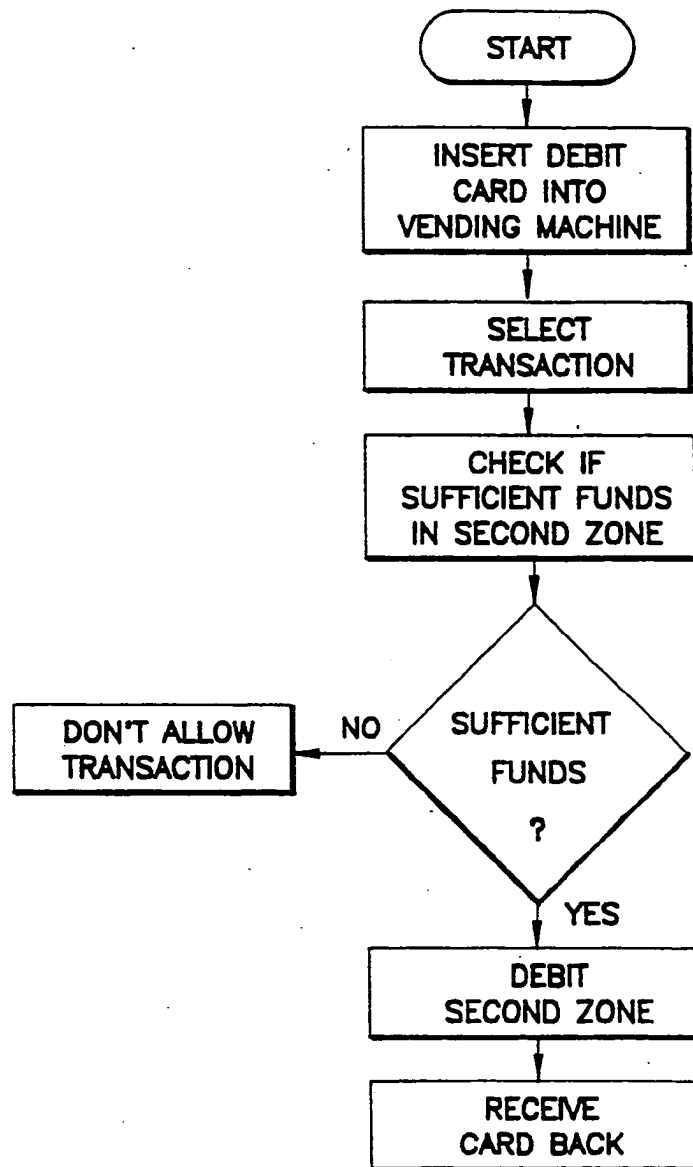 START
INSERT DEBIT
CARD INTO
VENDING MACHINE
SELECT
TRANSACTION
CHECK IF
SUFFICIENT FUNDS
IN SECOND ZONE
SUFFICIENT
FUNDS
?
NO
DON'T ALLOW
TRANSACTION
YES
DEBIT
SECOND ZONE
RECEIVE
CARD BACK